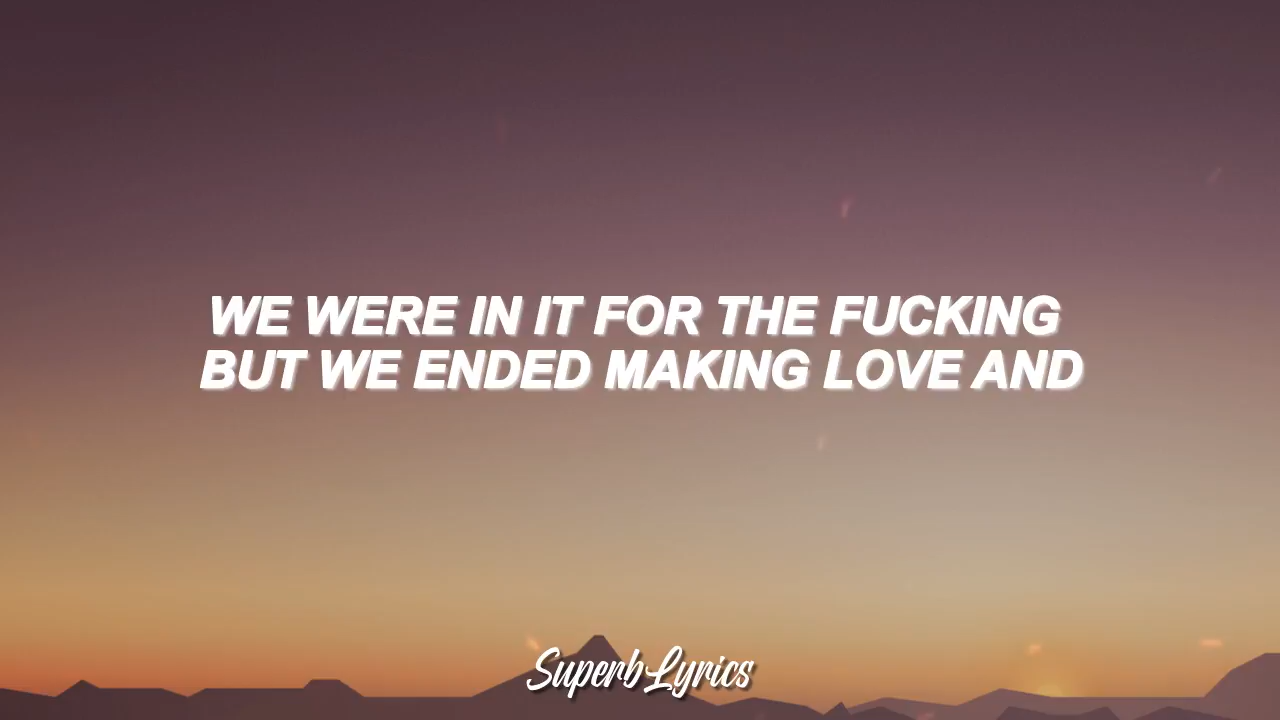 WE WERE IN IT FOR THE FUCKING
BUT WE ENDED MAKING LOVE AND
SuperbLyrics